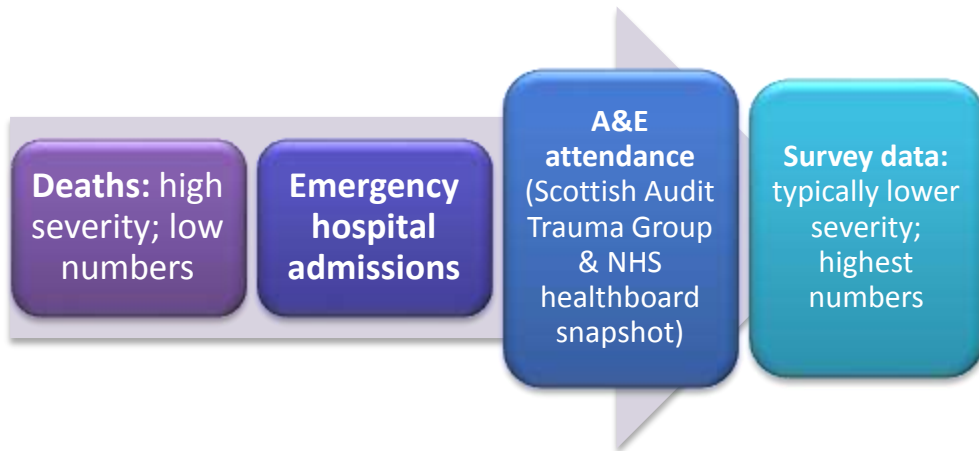 Deaths: high
severity; low
numbers
Emergency
hospital
admissions
A&E
attendance
(Scottish Audit
Trauma Group
& NHS
healthboard
snapshot)
Survey data:
typically lower
severity;
highest
numbers